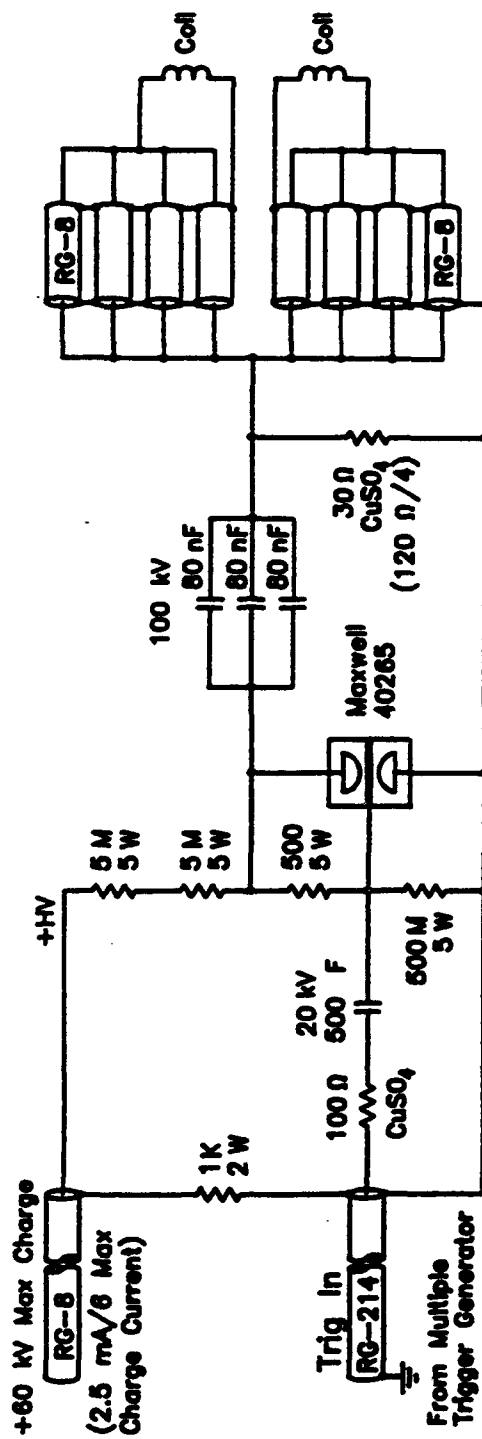 +60 kV Max Charge
RG-8
(2.5 mA/6 Max
Charge Current)
+HV
1K
2 W
5 M
5 W
5 M
5 W
500
5 W
500 M
5 W
Trig In
RG-214
From Multiple
Trigger Generator
100 Ω
CuSO₄
20 kV
500 F
Maxwell
40265
100 kV
80 nF
80 nF
80 nF
30 Ω
CuSO₄
(120 Ω/4)
RG-8
Coil
Coil
RG-8